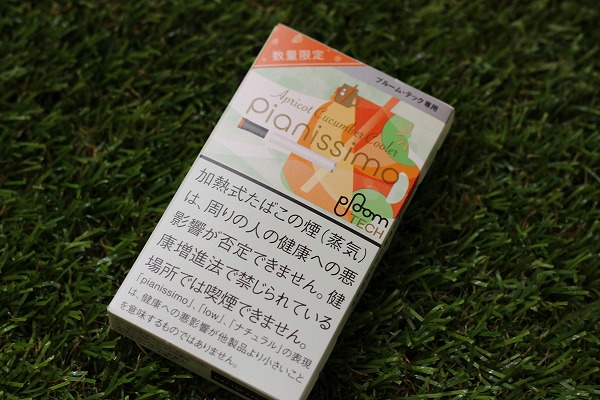 数量限定
プルーム・テック専用
Apricot Cucumber Cooler
pianissimo
Ploom
TECH
加熱式たばこの煙(蒸気)
は、周りの人の健康への悪
影響が否定できません。健
康増進法で禁じられている
場所では喫煙できません。
「pianissimo」、「low」、「ナチュラル」の表現
は、健康への悪影響が他製品より小さいこと
を意味するものではありません。